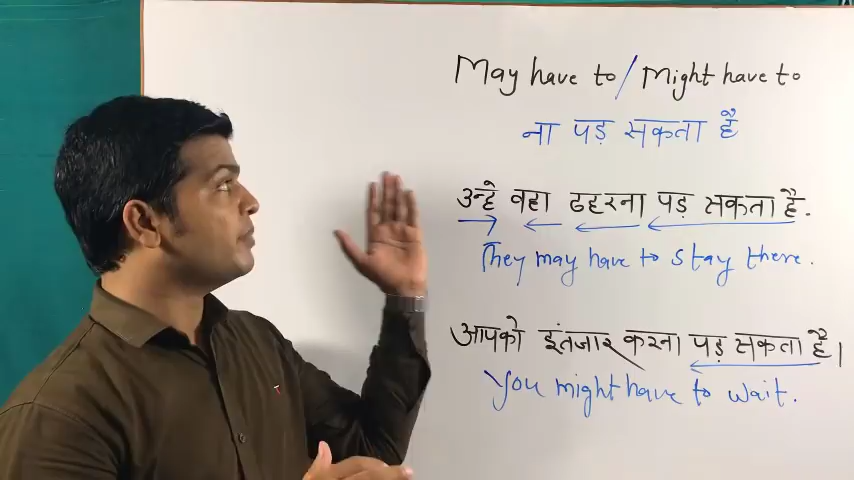 May have to / Might have to
ना पड़ सकता है
उन्हे वहा ठहरना पड़ सकता है.
They may have to stay there.
आपको इंतजार करना पड़ सकता है।
You might have to wait.